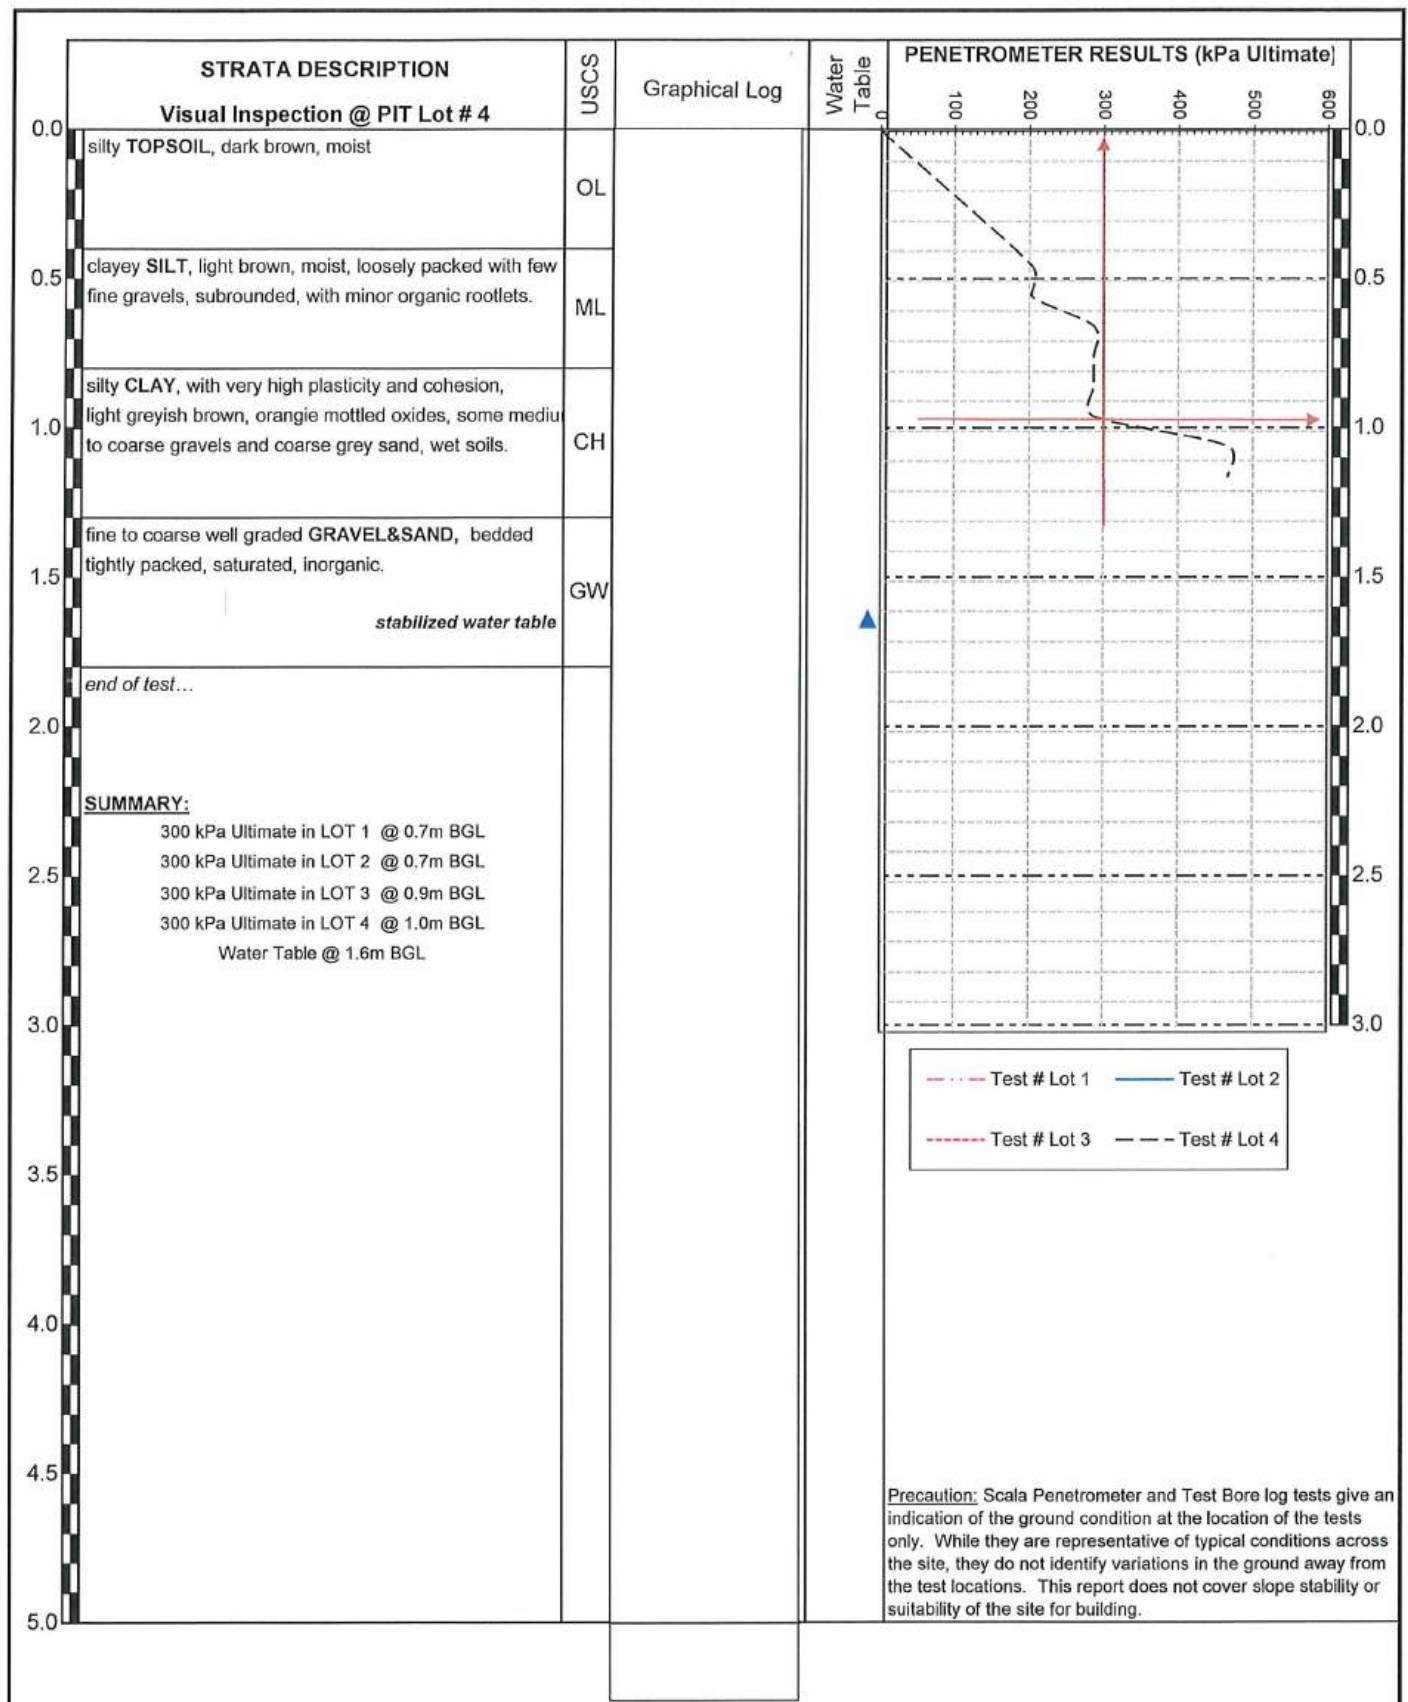 STRATA DESCRIPTION
Visual Inspection @ PIT Lot # 4
USCS
Graphical Log
Water
Table
PENETROMETER RESULTS (kPa Ultimate)
0
100
200
300
400
500
600
0.0
silty TOPSOIL, dark brown, moist
OL
0.0
clayey SILT, light brown, moist, loosely packed with few
fine gravels, subrounded, with minor organic rootlets.
ML
0.5
0.5
silty CLAY, with very high plasticity and cohesion,
light greyish brown, orangie mottled oxides, some mediu
to coarse gravels and coarse grey sand, wet soils.
CH
1.0
1.0
fine to coarse well graded GRAVEL&SAND, bedded
tightly packed, saturated, inorganic.
GW
1.5
1.5
stabilized water table
end of test...
2.0
2.0
SUMMARY:
300 kPa Ultimate in LOT 1 @ 0.7m BGL
300 kPa Ultimate in LOT 2 @ 0.7m BGL
300 kPa Ultimate in LOT 3 @ 0.9m BGL
300 kPa Ultimate in LOT 4 @ 1.0m BGL
Water Table @ 1.6m BGL
2.5
2.5
3.0
3.0
Test # Lot 1
Test # Lot 2
Test # Lot 3
Test # Lot 4
3.5
4.0
4.5
5.0
Precaution: Scala Penetrometer and Test Bore log tests give an
indication of the ground condition at the location of the tests
only. While they are representative of typical conditions across
the site, they do not identify variations in the ground away from
the test locations. This report does not cover slope stability or
suitability of the site for building.